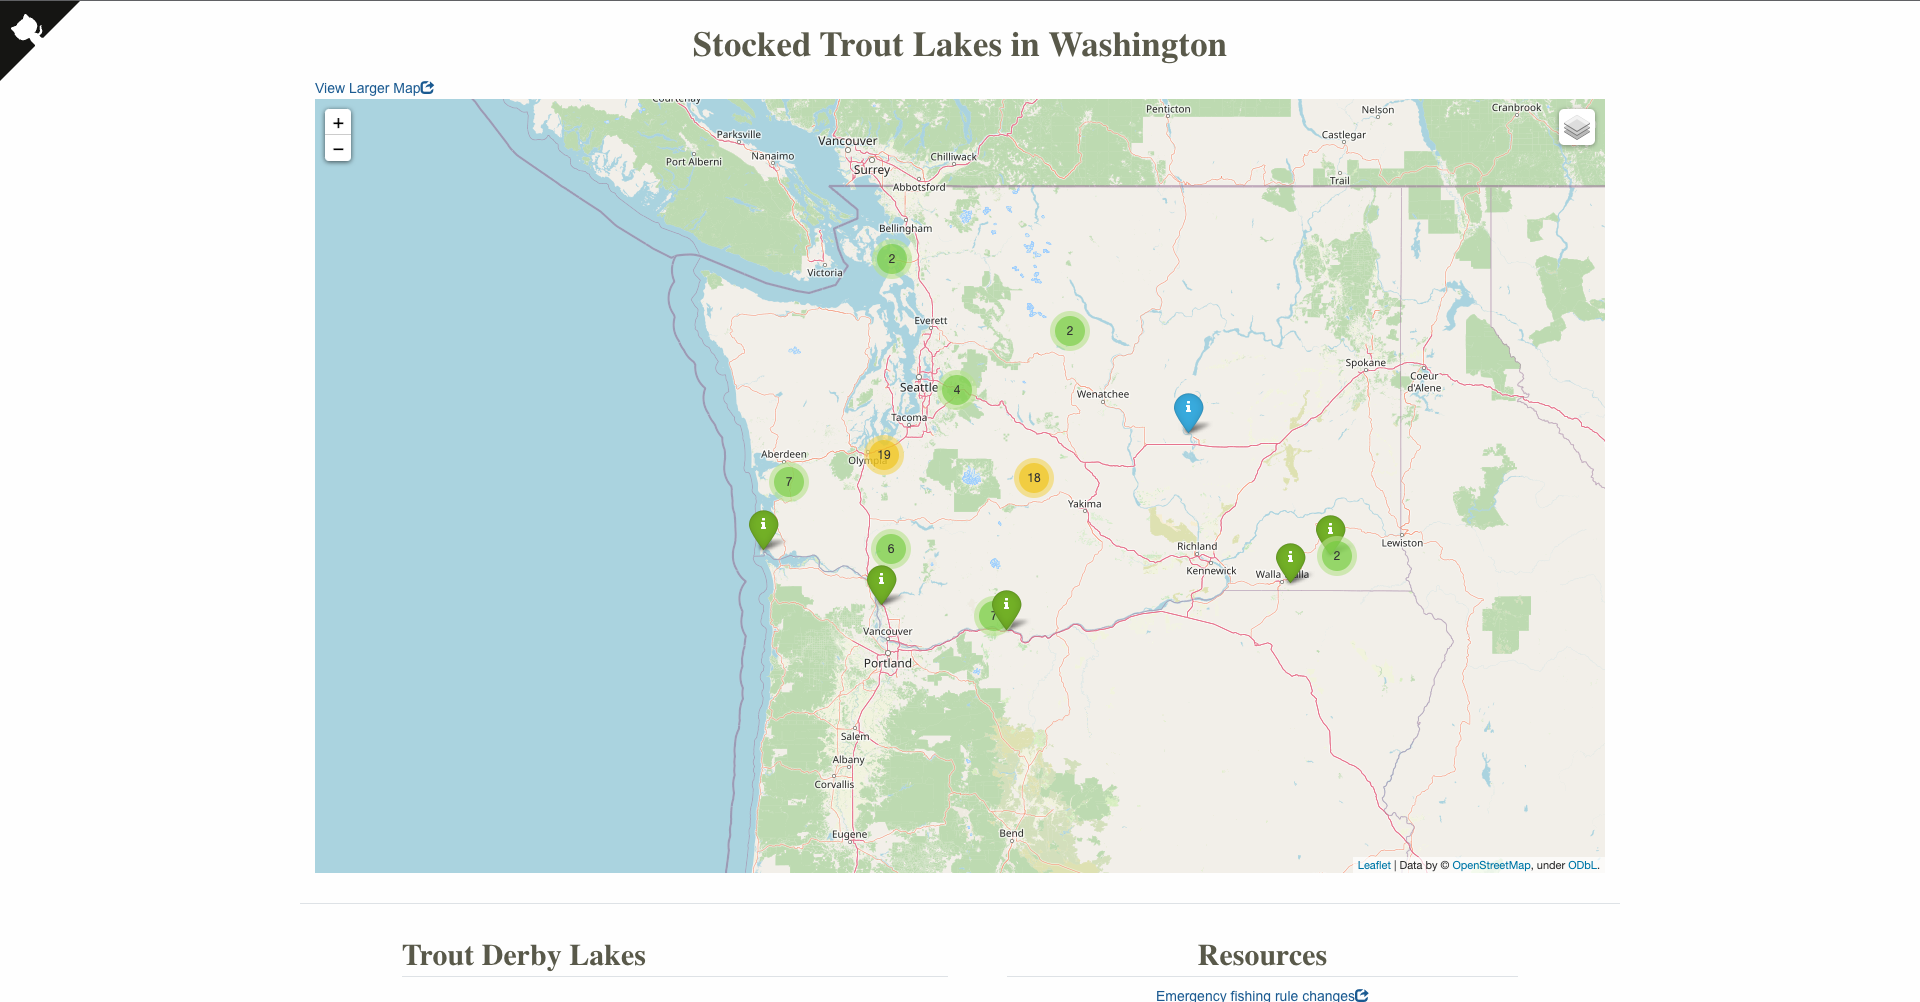 Stocked Trout Lakes in Washington
View Larger Map
+
−
Courtenay
Parksville
Nanaimo
Port Alberni
Vancouver
Surrey
Chilliwack
Abbotsford
Penticton
Nelson
Castlegar
Cranbrook
Trail
Bellingham
2
Victoria
Everett
2
Seattle
4
Spokane
Coeur
d'Alene
Wenatchee
Tacoma
Aberdeen
19
7
18
Yakima
6
Richland
Kennewick
Walla
2
Lewiston
7
Vancouver
Portland
Salem
Albany
Corvallis
Eugene
Bend
Leaflet | Data by © OpenStreetMap, under ODbL.
Trout Derby Lakes
Resources
Emergency fishing rule changes